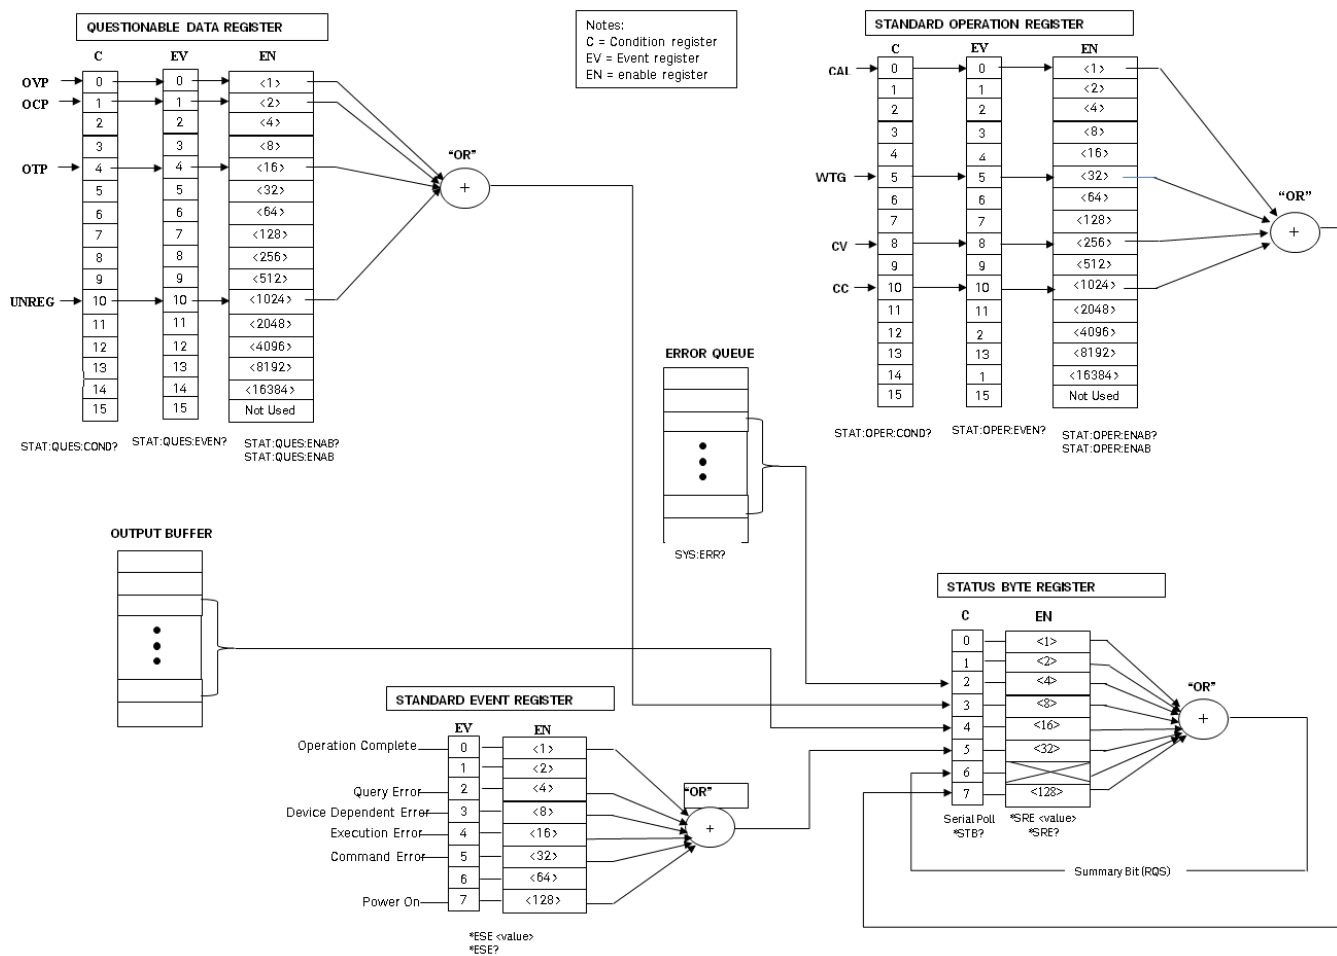 QUESTIONABLE DATA REGISTER
C EV EN
OVP 0 0 <1>
OCP 1 1 <2>
2 2 <4>
3 3 <8>
OTP 4 4 <16>
5 5 <32>
6 6 <64>
7 7 <128>
8 8 <256>
9 9 <512>
UNREG 10 10 <1024>
11 11 <2048>
12 12 <4096>
13 13 <8192>
14 14 <16384>
15 15 Not Used
STAT:QUES:COND?
STAT:QUES:EVEN?
STAT:QUES:ENAB?
STAT:QUES:ENAB
"OR"
+
Notes:
C = Condition register
EV = Event register
EN = enable register
STANDARD OPERATION REGISTER
C EV EN
CAL 0 0 <1>
1 1 <2>
2 2 <4>
3 3 <8>
4 4 <16>
WTG 5 5 <32>
6 6 <64>
7 7 <128>
CV 8 8 <256>
9 9 <512>
CC 10 10 <1024>
11 11 <2048>
12 2 <4096>
13 13 <8192>
14 1 <16384>
15 15 Not Used
STAT:OPER:COND?
STAT:OPER:EVEN?
STAT:OPER:ENAB?
STAT:OPER:ENAB
"OR"
+
ERROR QUEUE
SYS:ERR?
OUTPUT BUFFER
STANDARD EVENT REGISTER
EV EN
Operation Complete 0 <1>
1 <2>
Query Error 2 <4>
Device Dependent Error 3 <8>
Execution Error 4 <16>
Command Error 5 <32>
6 <64>
Power On 7 <128>
*ESE <value>
*ESE?
"OR"
+
STATUS BYTE REGISTER
C EN
0 <1>
1 <2>
2 <4>
3 <8>
4 <16>
5 <32>
6
7 <128>
Serial Poll
*STB?
*SRE <value>
*SRE?
"OR"
+
Summary Bit (RQS)